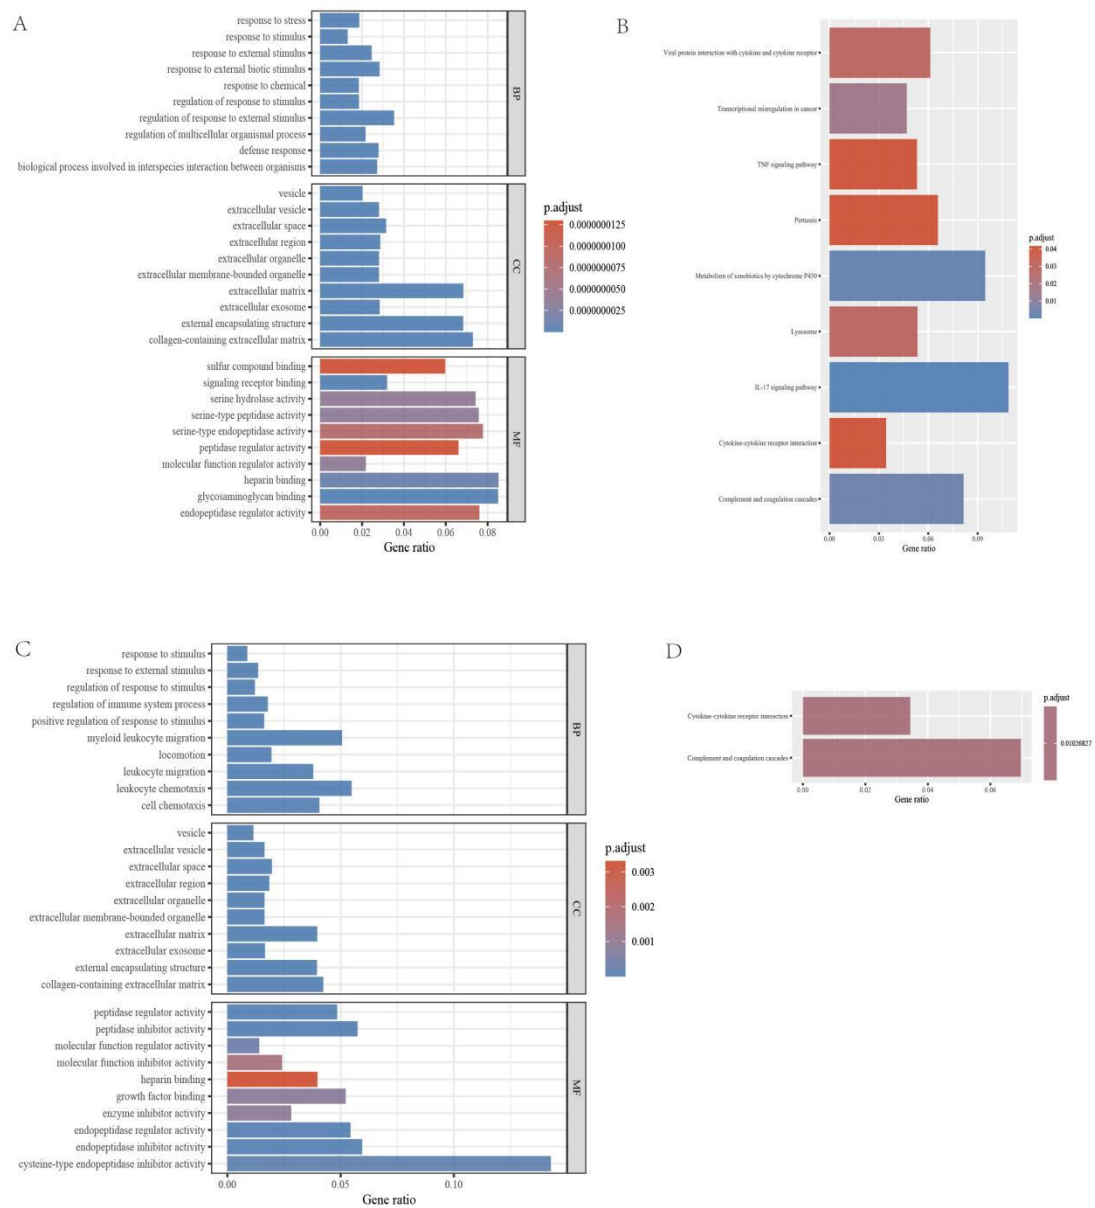 A
response to stress
response to stimulus
response to external stimulus
response to external biotic stimulus
response to chemical
regulation of response to stimulus
regulation of response to external stimulus
regulation of multicellular organismal process
defense response
biological process involved in interspecies interaction between organisms
BP
vesicle
extracellular vesicle
extracellular space
extracellular region
extracellular organelle
extracellular membrane-bounded organelle
extracellular matrix
extracellular exosome
external encapsulating structure
collagen-containing extracellular matrix
CC
sulfur compound binding
signaling receptor binding
serine hydrolase activity
serine-type peptidase activity
serine-type endopeptidase activity
peptidase regulator activity
molecular function regulator activity
heparin binding
glycosaminoglycan binding
endopeptidase regulator activity
MF
0.00 0.02 0.04 0.06 0.08
Gene ratio
p.adjust
0.0000000125
0.0000000100
0.0000000075
0.0000000050
0.0000000025
B
Viral protein interaction with cytokine and cytokine receptor
Transcriptional misregulation in cancer
TNF signaling pathway
Pertussis
Metabolism of xenobiotics by cytochrome P450
Lysosome
IL-17 signaling pathway
Cytokine-cytokine receptor interaction
Complement and coagulation cascades
0.00 0.03 0.06 0.09
Gene ratio
p.adjust
0.04
0.03
0.02
0.01
C
response to stimulus
response to external stimulus
regulation of response to stimulus
regulation of immune system process
positive regulation of response to stimulus
myeloid leukocyte migration
locomotion
leukocyte migration
leukocyte chemotaxis
cell chemotaxis
BP
vesicle
extracellular vesicle
extracellular space
extracellular region
extracellular organelle
extracellular membrane-bounded organelle
extracellular matrix
extracellular exosome
external encapsulating structure
collagen-containing extracellular matrix
CC
peptidase regulator activity
peptidase inhibitor activity
molecular function regulator activity
molecular function inhibitor activity
heparin binding
growth factor binding
enzyme inhibitor activity
endopeptidase regulator activity
endopeptidase inhibitor activity
cysteine-type endopeptidase inhibitor activity
MF
0.00 0.05 0.10
Gene ratio
p.adjust
0.003
0.002
0.001
D
Cytokine-cytokine receptor interaction
Complement and coagulation cascades
0.00 0.02 0.04 0.06
Gene ratio
p.adjust
0.01026827